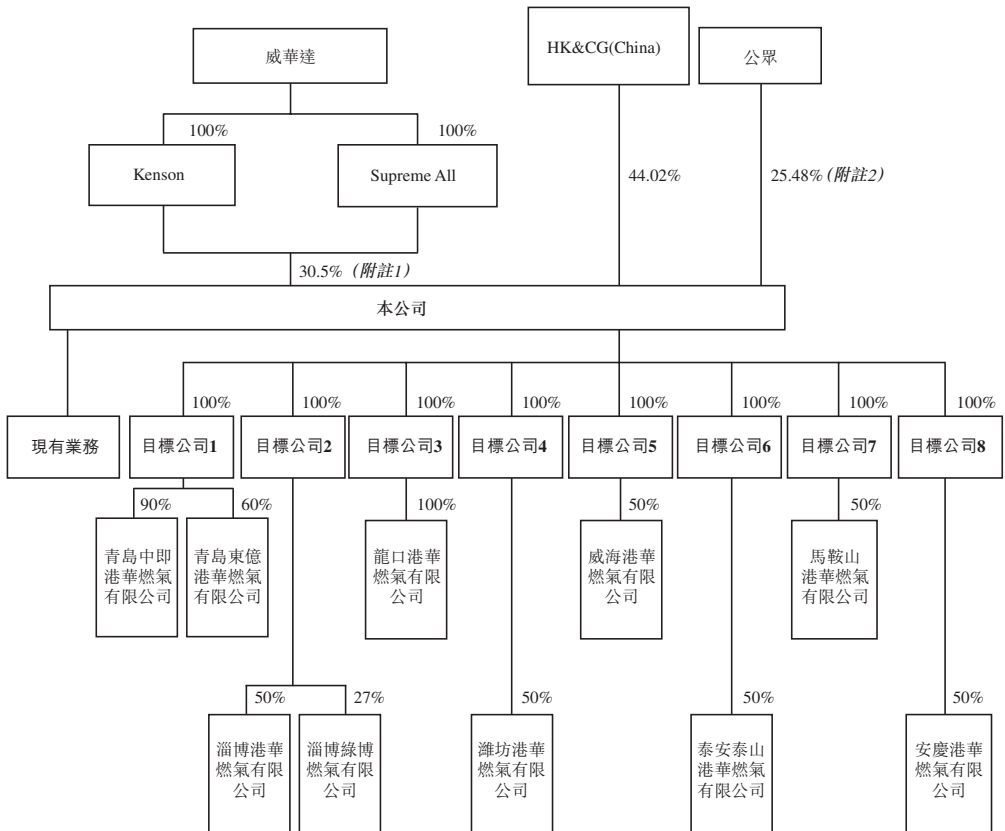 威華達
HK&CG(China)
公眾
100%
100%
Kenson
Supreme All
44.02%
25.48% (附註2)
30.5% (附註1)
本公司
100%
100%
100%
100%
100%
100%
100%
100%
現有業務
目標公司1
目標公司2
目標公司3
目標公司4
目標公司5
目標公司6
目標公司7
目標公司8
90%
60%
100%
50%
50%
青島中即
港華燃氣
有限公司
青島東億
港華燃氣
有限公司
龍口港華
燃氣有限
公司
威海港華
燃氣有限
公司
馬鞍山
港華燃氣
有限公司
50%
27%
50%
50%
50%
淄博港華
燃氣有限
公司
淄博綠博
燃氣有限
公司
濰坊港華
燃氣有限
公司
泰安泰山
港華燃氣
有限公司
安慶港華
燃氣有限
公司